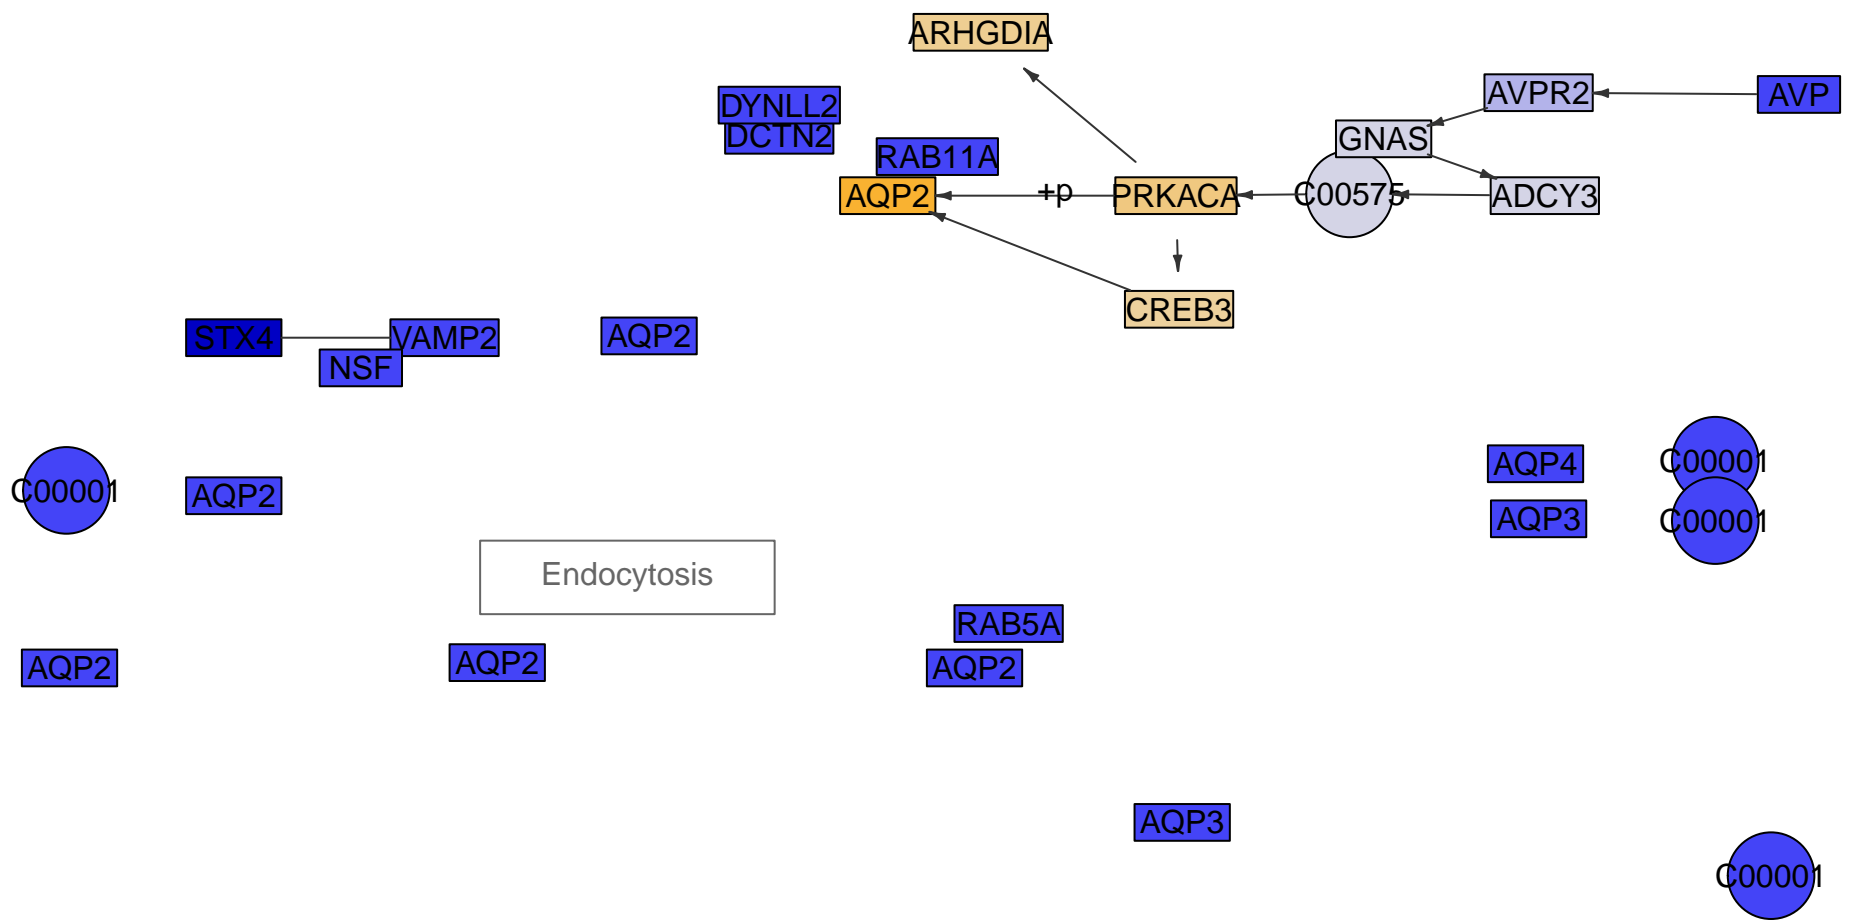 ARHGDIA
DYNLL2
AVPR2
AVP
DCTN2
GNAS
RAB11A
AQP2
+p
PRKACA
C00575
ADCY3
CREB3
STX4
VAMP2
AQP2
NSF
AQP4
C00001
C00001
AQP2
AQP3
C00001
Endocytosis
RAB5A
AQP2
AQP2
AQP2
AQP3
C00001